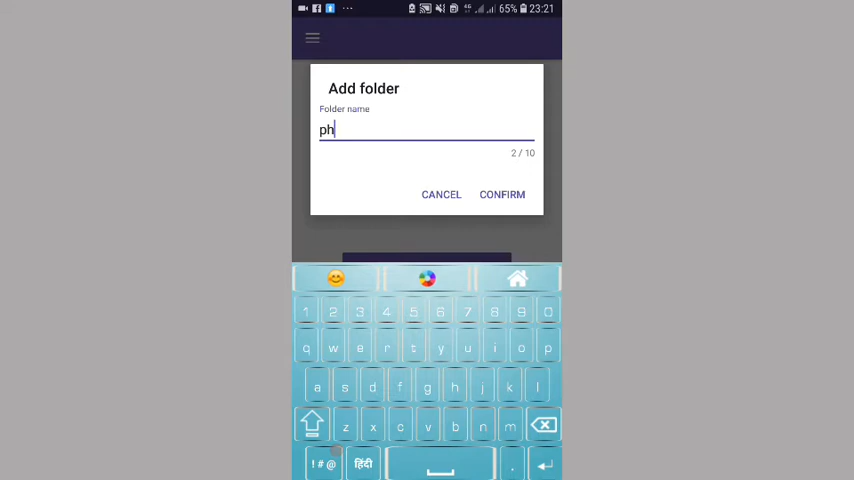 4G 65% 23:21
Add folder
Folder name
ph
2 / 10
CANCEL CONFIRM
1 2 3 4 5 6 7 8 9 0
q w e r t y u i o p
a s d f g h j k l
z x c v b n m
!#@ हिंदी .